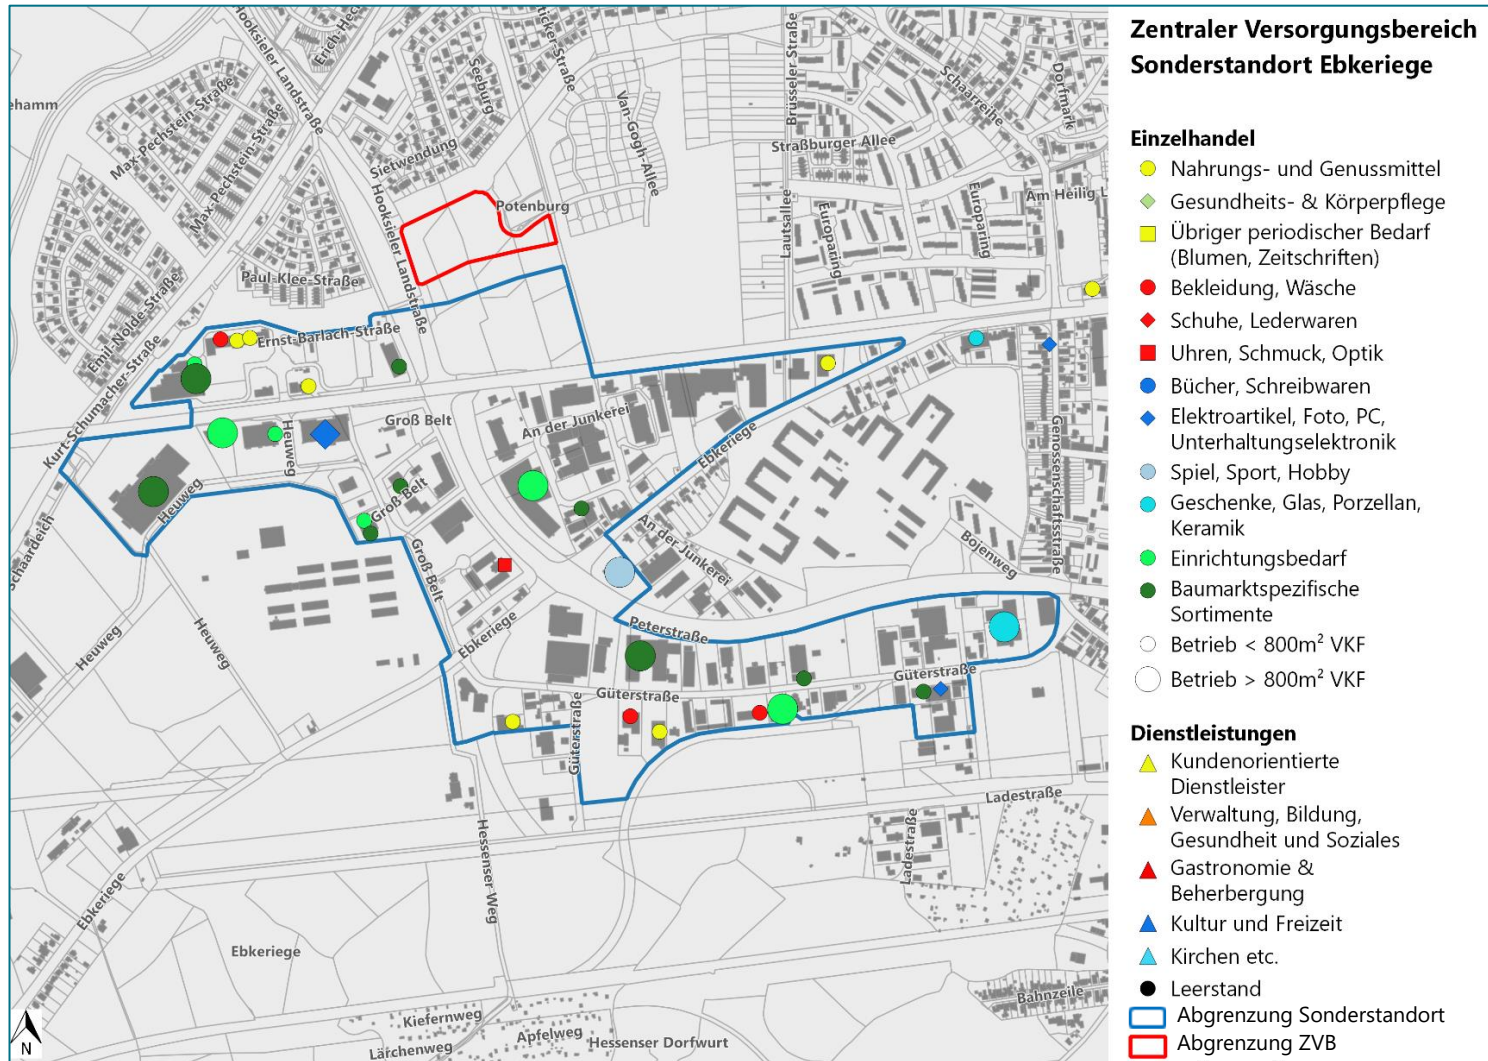 Zentraler Versorgungsbereich
Sonderstandort Ebkeriege
Einzelhandel
Nahrungs- und Genussmittel
Gesundheits- & Körperpflege
Übriger periodischer Bedarf
(Blumen, Zeitschriften)
Bekleidung, Wäsche
Schuhe, Lederwaren
Uhren, Schmuck, Optik
Bücher, Schreibwaren
Elektroartikel, Foto, PC,
Unterhaltungselektronik
Spiel, Sport, Hobby
Geschenke, Glas, Porzellan,
Keramik
Einrichtungsbedarf
Baumarktspezifische
Sortimente
Betrieb < 800m² VKF
Betrieb > 800m² VKF
Dienstleistungen
Kundenorientierte
Dienstleister
Verwaltung, Bildung,
Gesundheit und Soziales
Gastronomie &
Beherbergung
Kultur und Freizeit
Kirchen etc.
Leerstand
Abgrenzung Sonderstandort
Abgrenzung ZVB
Hooksieler Landstraße
Seeburg
Brüsseler Straße
Schaarreihe
Dorfmark
Max-Pechstein-Straße
Max-Pechstein-Straße
Van-Gogh-Allee
Straßburger Allee
Sietwendung
Potenburg
Hooksieler Landstraße
Lautsallee
Europaring
Europaring
Paul-Klee-Straße
Emil-Nolde-Straße
Ernst-Barlach-Straße
Kurt-Schumacher-Straße
Groß Belt
An der Junkerei
Heuweg
Ebkeriege
Genossenschaftsstraße
Heuweg
Groß Belt
Schaardeich
An der Junkerei
Bojenweg
Groß Belt
Heuweg
Heuweg
Ebkeriege
Peterstraße
Güterstraße
Güterstraße
Güterstraße
Ladestraße
Ladestraße
Hessenser Weg
Ebkeriege
Ebkeriege
Bahnzeile
Kiefernweg
Apfelweg
Lärchenweg
Hessenser Dorfwurt
N